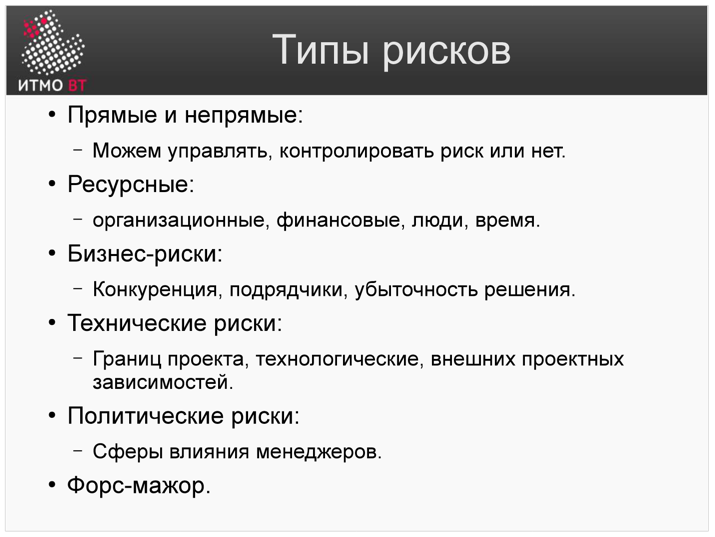 ИТМО ВТ
Типы рисков
• Прямые и непрямые:
– Можем управлять, контролировать риск или нет.
• Ресурсные:
– организационные, финансовые, люди, время.
• Бизнес-риски:
– Конкуренция, подрядчики, убыточность решения.
• Технические риски:
– Границ проекта, технологические, внешних проектных
зависимостей.
• Политические риски:
– Сферы влияния менеджеров.
• Форс-мажор.